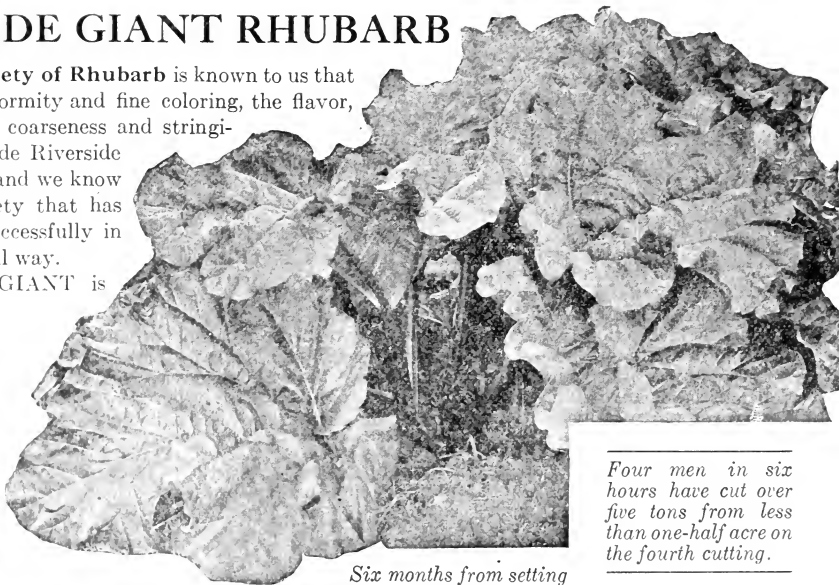 DE GIANT RHUBARB
ety of Rhubarb is known to us that
ormity and fine coloring, the flavor,
coarseness and stringi-
de Riverside
and we know
ety that has
ccessfully in
l way.
GIANT is
Four men in six
hours have cut over
five tons from less
than one-half acre on
the fourth cutting.
Six months from setting